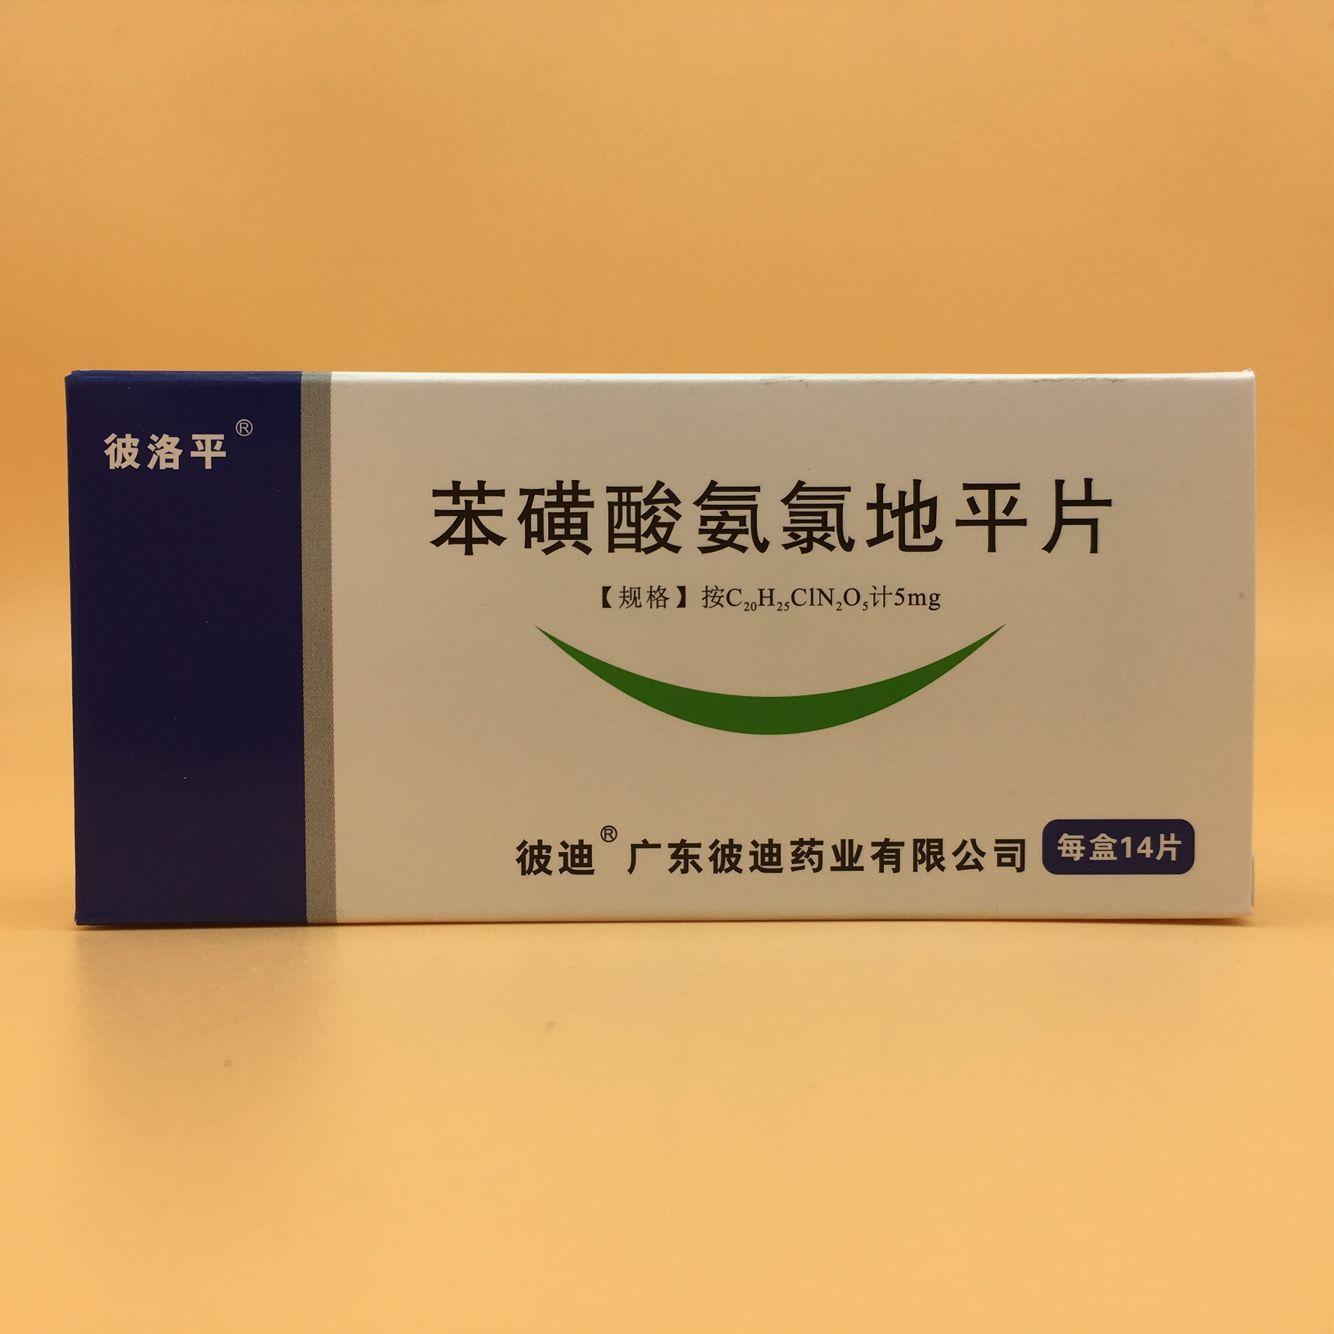 彼洛平®
苯磺酸氨氯地平片
【规格】按C₂₀H₂₅ClN₂O₅计5mg
彼迪®广东彼迪药业有限公司
每盒14片